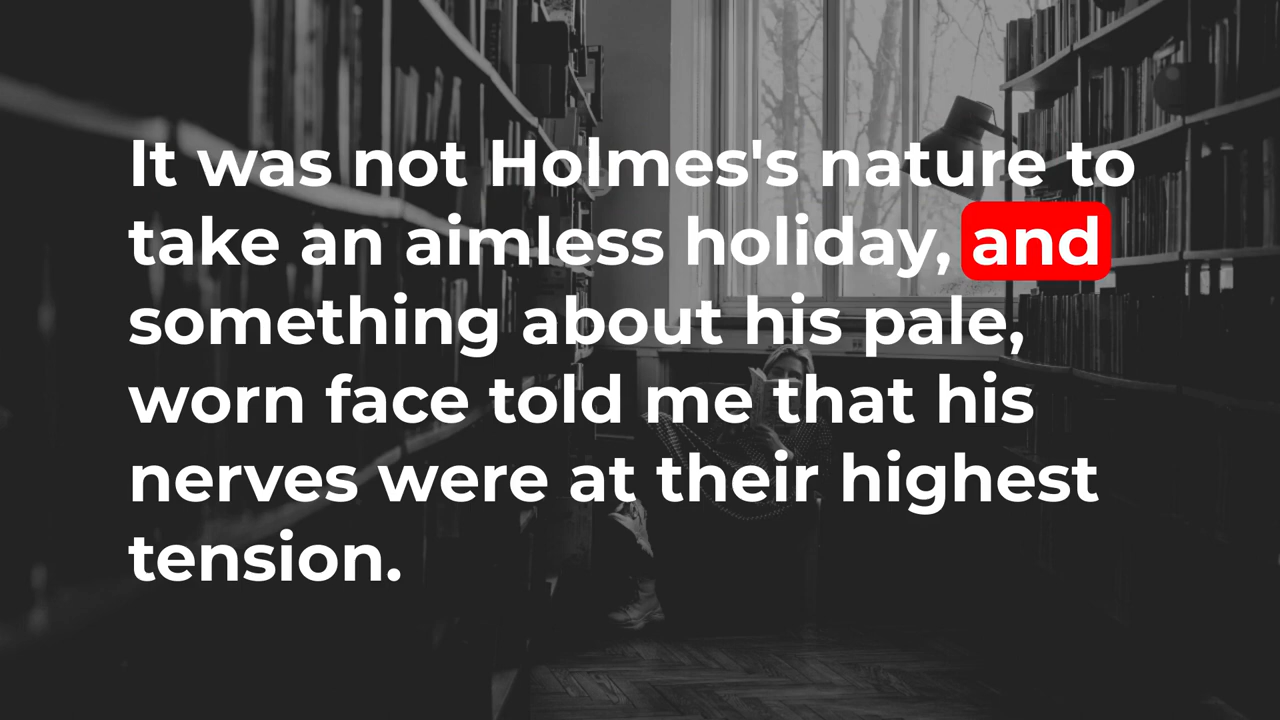 It was not Holmes's nature to
take an aimless holiday, and
something about his pale,
worn face told me that his
nerves were at their highest
tension.